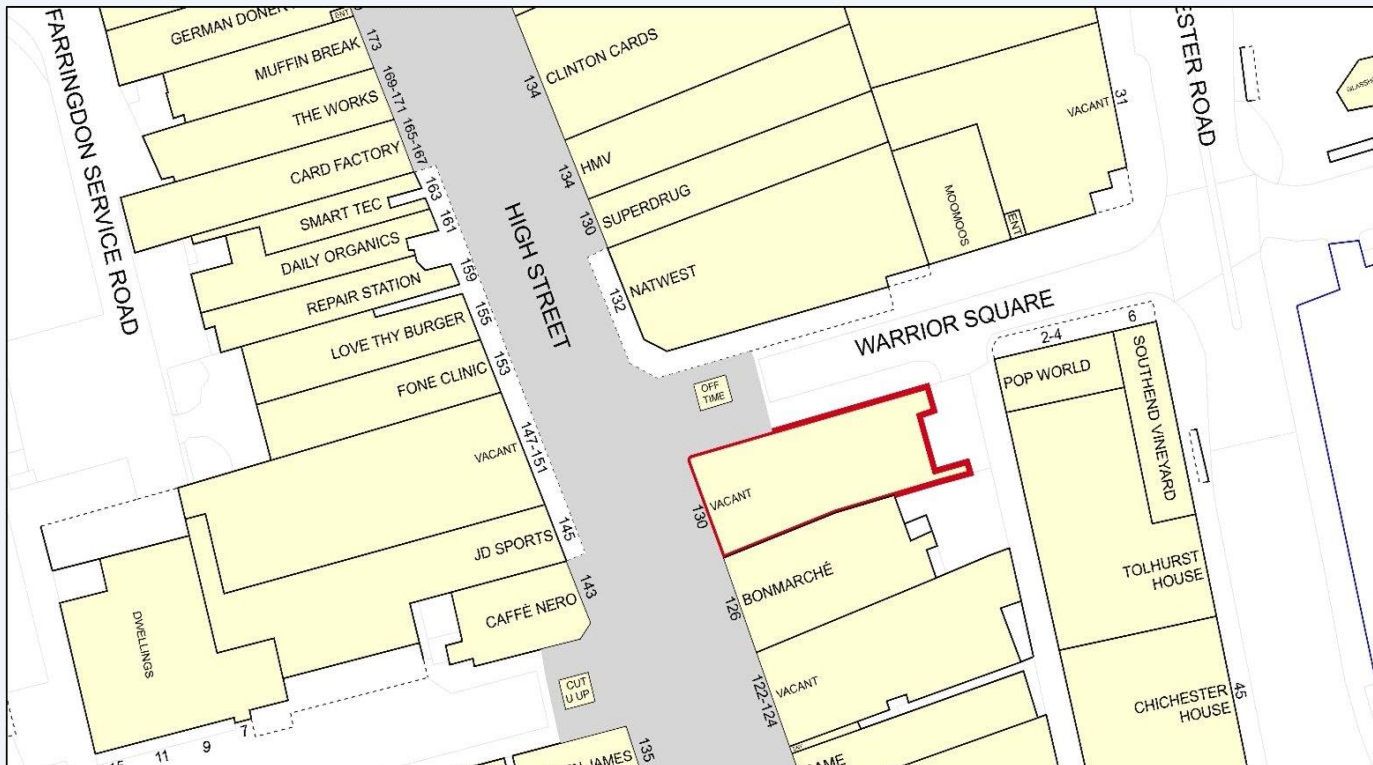 FARRINGDON SERVICE ROAD
GERMAN DONER
ENT
173
MUFFIN BREAK
169-171
THE WORKS
165-167
CARD FACTORY
163
SMART TEC
161
DAILY ORGANICS
159
REPAIR STATION
155
LOVE THY BURGER
153
FONE CLINIC
147-151
VACANT
145
JD SPORTS
143
CAFFÈ NERO
DWELLINGS
7
9
11
15
CUT
U UP
135
JAMES
HIGH STREET
134
CLINTON CARDS
134
HMV
130
SUPERDRUG
132
NATWEST
MOOMOOS
ENT
VACANT
31
ESTER ROAD
WARRIOR SQUARE
OFF
TIME
130
VACANT
126
BONMARCHÉ
122-124
VACANT
AME
2-4
6
POP WORLD
SOUTHEND VINEYARD
TOLHURST
HOUSE
CHICHESTER
HOUSE
45